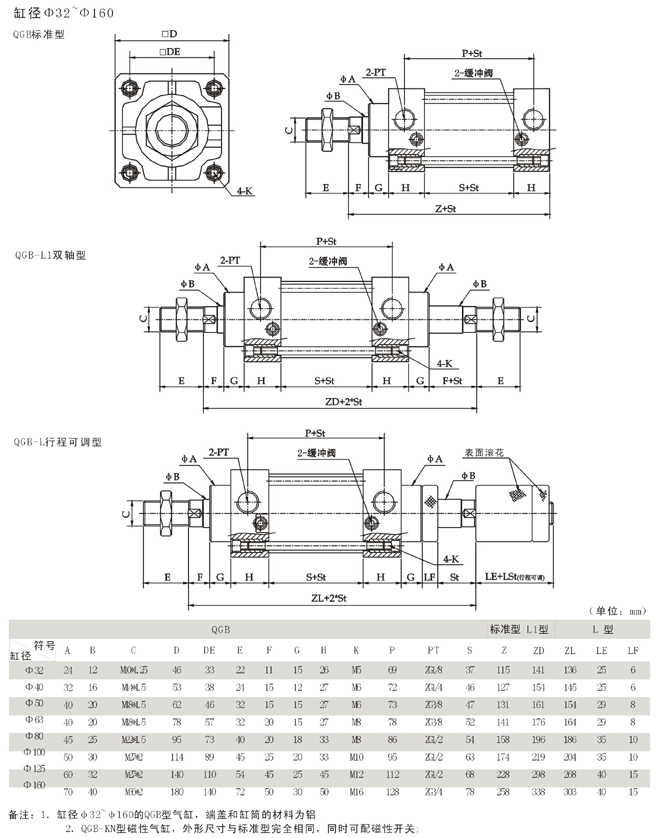 缸径Φ32~Φ160
QGB标准型
□D
□DE
4-K
P+St
2-PT
2-缓冲阀
ΦA
ΦB
C
E F G H S+St H
Z+St
QGB-L1双轴型
P+St
ΦA 2-PT 2-缓冲阀 ΦA
ΦB ΦB
C C
4-K
E F G H S+St H G F+St E
ZD+2*St
QGB-L行程可调型
P+St
2-PT 2-缓冲阀 表面滚花
ΦA ΦA
ΦB ΦB
C
4-K
E F G H S+St H G LF St LE+LSt(行程可调)
ZL+2*St
(单位: mm)
QGB 标准型 L1型 L 型
符号
缸径 A B C D DE E F G H K P PT S Z ZD ZL LE LF
Φ32 24 12 M10*1.25 46 33 22 11 15 26 M5 69 ZG1/8 37 115 141 136 25 6
Φ40 32 16 M14*1.5 53 38 24 15 12 27 M6 72 ZG1/4 46 127 154 145 25 6
Φ50 40 20 M18*1.5 62 46 32 15 15 27 M6 73 ZG3/8 47 131 161 154 29 8
Φ63 40 20 M18*1.5 78 57 32 20 15 27 M8 78 ZG3/8 52 141 176 164 29 8
Φ80 45 25 M22*1.5 95 73 40 20 18 33 M8 86 ZG1/2 54 158 196 186 35 10
Φ100 50 30 M27*2 114 89 45 25 20 33 M10 95 ZG1/2 63 174 219 204 35 10
Φ125 60 32 M27*2 140 110 54 45 25 45 M12 112 ZG1/2 68 228 298 268 40 15
Φ160 70 40 M36*2 180 140 72 50 30 50 M16 128 ZG3/4 78 258 338 303 40 15
备注: 1. 缸径Φ32~Φ160的QGB型气缸, 端盖和缸筒的材料为铝
2. QGB-KN型磁性气缸, 外形尺寸与标准型完全相同, 同时可配磁性开关;